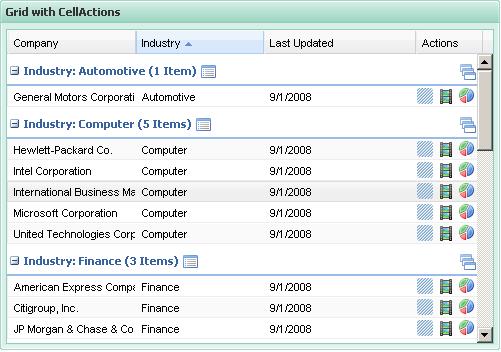 Grid with CellActions
Company Industry Last Updated Actions
Industry: Automotive (1 Item)
General Motors Corporati Automotive 9/1/2008
Industry: Computer (5 Items)
Hewlett-Packard Co. Computer 9/1/2008
Intel Corporation Computer 9/1/2008
International Business Ma Computer 9/1/2008
Microsoft Corporation Computer 9/1/2008
United Technologies Corp Computer 9/1/2008
Industry: Finance (3 Items)
American Express Compa Finance 9/1/2008
Citigroup, Inc. Finance 9/1/2008
JP Morgan & Chase & Co Finance 9/1/2008